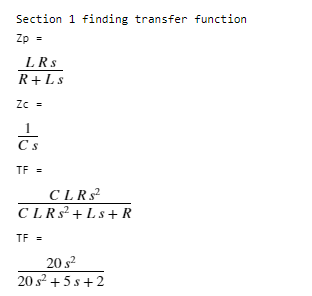 Section 1 finding transfer function
Zp =
L R s
R + L s
Zc =
1
C s
TF =
C L R s²
C L R s² + L s + R
TF =
20 s²
20 s² + 5 s + 2